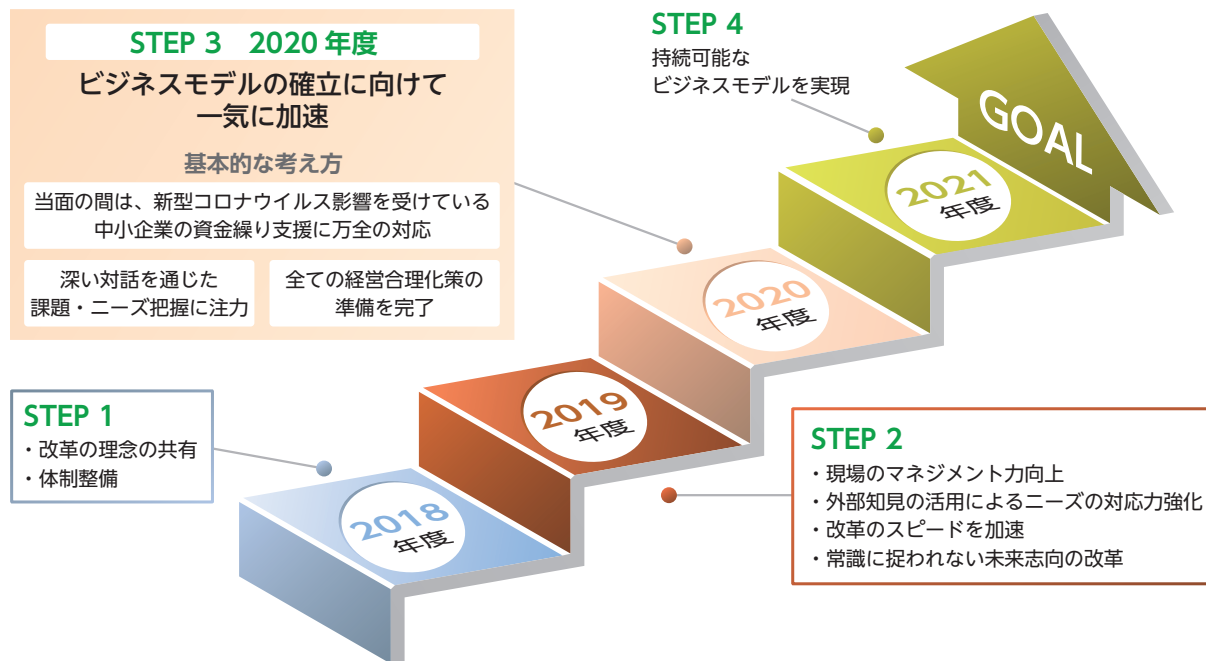 STEP 3 2020年度
ビジネスモデルの確立に向けて
一気に加速
基本的な考え方
当面の間は、新型コロナウイルス影響を受けている
中小企業の資金繰り支援に万全の対応
深い対話を通じた
課題・ニーズ把握に注力
全ての経営合理化策の
準備を完了
STEP 4
持続可能な
ビジネスモデルを実現
GOAL
2021
年度
2020
年度
2019
年度
2018
年度
STEP 1
・改革の理念の共有
・体制整備
STEP 2
・現場のマネジメント力向上
・外部知見の活用によるニーズの対応力強化
・改革のスピードを加速
・常識に捉われない未来志向の改革